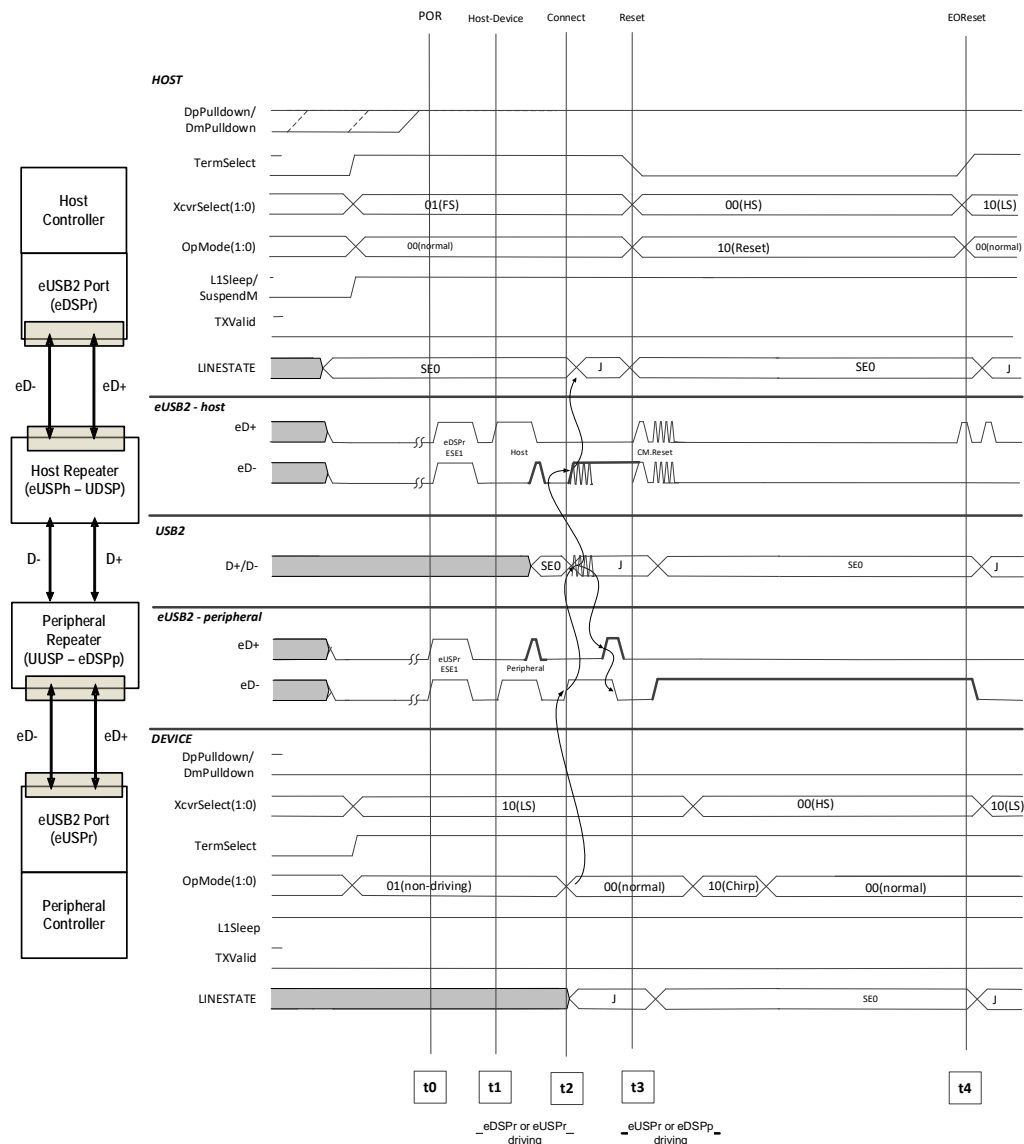 POR
Host-Device
Connect
Reset
EOReset
HOST
DpPulldown/
DmPulldown
TermSelect
XcvrSelect(1:0)
01(FS)
00(HS)
10(LS)
OpMode(1:0)
00(normal)
10(Reset)
00(normal)
L1Sleep/
SuspendM
TXValid
LINESTATE
SE0
J
SE0
J
eUSB2 - host
eD+
eDSPr
ESE1
Host
CM.Reset
eD-
USB2
D+/D-
SE0
J
SE0
J
eUSB2 - peripheral
eD+
eUSPr
ESE1
Peripheral
eD-
DEVICE
DpPulldown/
DmPulldown
XcvrSelect(1:0)
10(LS)
00(HS)
10(LS)
TermSelect
OpMode(1:0)
01(non-driving)
00(normal)
10(Chirp)
00(normal)
L1Sleep
TXValid
LINESTATE
J
SE0
J
t0
t1
t2
t3
t4
eDSPr or eUSPr
driving
eUSPr or eDSPp
driving
Host
Controller
eUSB2 Port
(eDSPr)
eD-
eD+
Host Repeater
(eUSPh – UDSP)
D-
D+
Peripheral
Repeater
(UUSP – eDSPp)
eD-
eD+
eUSB2 Port
(eUSPr)
Peripheral
Controller